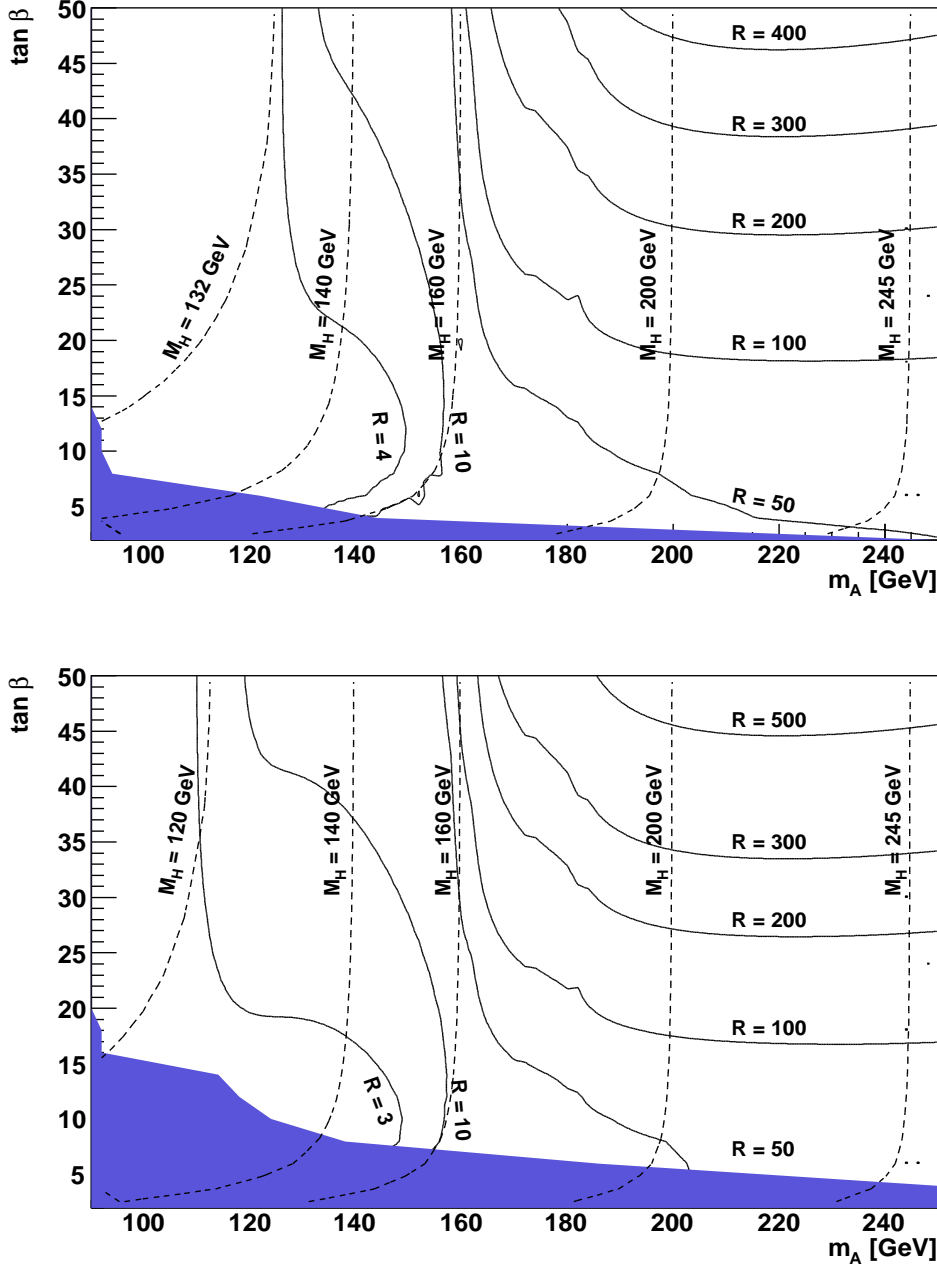 tan β
50
45
40
35
30
25
20
15
10
5
100
120
140
160
180
200
220
240
m_A [GeV]
R = 400
R = 300
R = 200
R = 100
R = 50
R = 10
R = 4
M_H = 132 GeV
M_H = 140 GeV
M_H = 160 GeV
M_H = 200 GeV
M_H = 245 GeV
tan β
50
45
40
35
30
25
20
15
10
5
100
120
140
160
180
200
220
240
m_A [GeV]
R = 500
R = 300
R = 200
R = 100
R = 50
R = 10
R = 3
M_H = 120 GeV
M_H = 140 GeV
M_H = 160 GeV
M_H = 200 GeV
M_H = 245 GeV